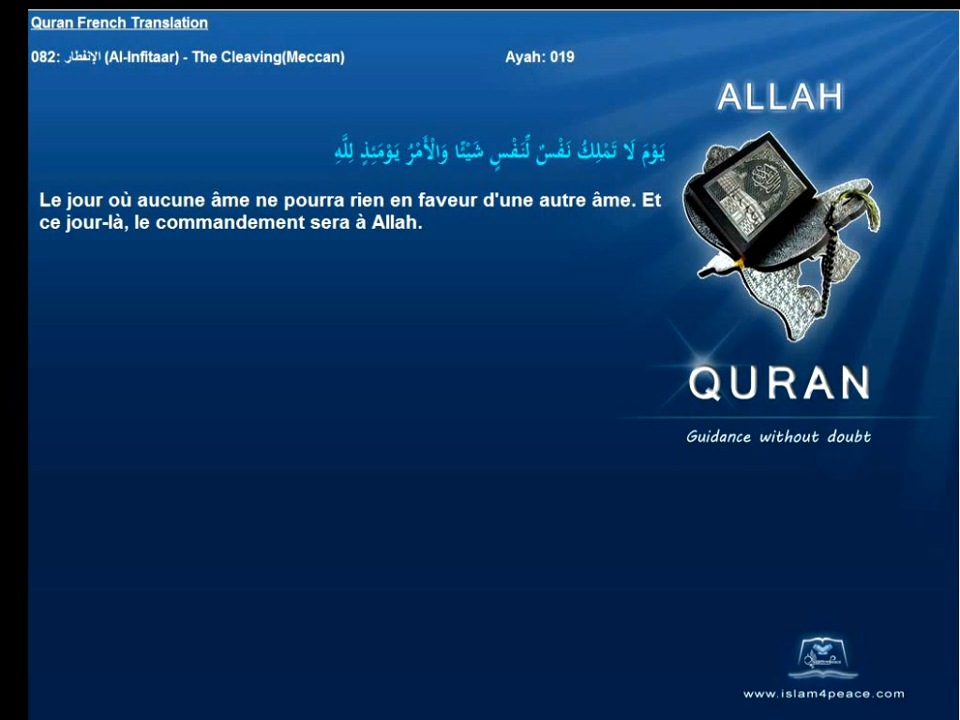 Quran French Translation
082: الإنفطار (Al-Infitaar) - The Cleaving(Meccan) Ayah: 019
ALLAH
يَوْمَ لَا تَمْلِكُ نَفْسٌ لِّنَفْسٍ شَيْئًا وَالْأَمْرُ يَوْمَئِذٍ لِلَّهِ
Le jour où aucune âme ne pourra rien en faveur d'une autre âme. Et
ce jour-là, le commandement sera à Allah.
QURAN
Guidance without doubt
www.islam4peace.com